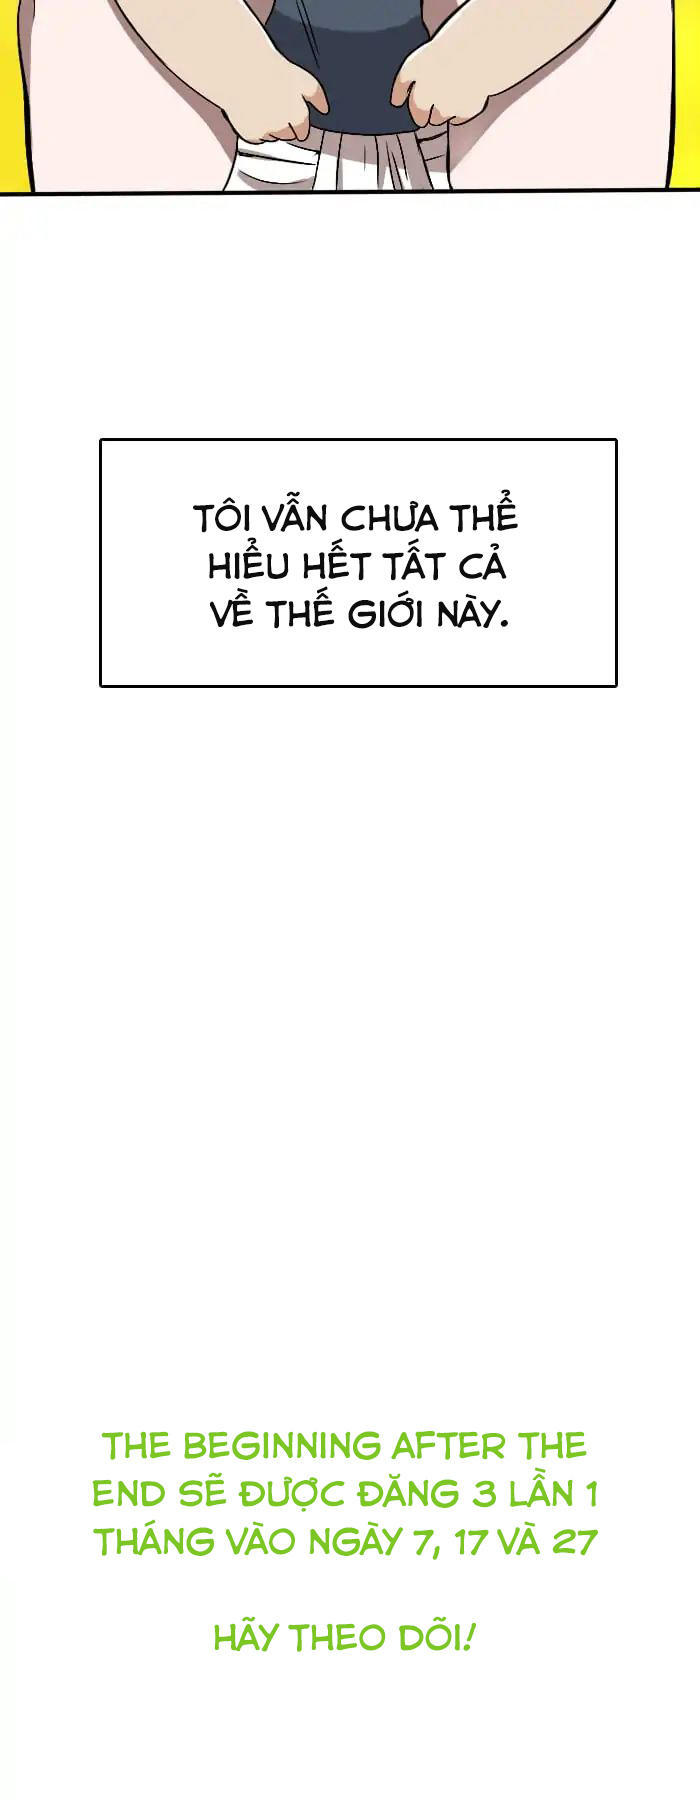 TÔI VẪN CHƯA THỂ
HIỂU HẾT TẤT CẢ
VỀ THẾ GIỚI NÀY.
THE BEGINNING AFTER THE
END SẼ ĐƯỢC ĐĂNG 3 LẦN 1
THÁNG VÀO NGÀY 7, 17 VÀ 27
HÃY THEO DÕI!